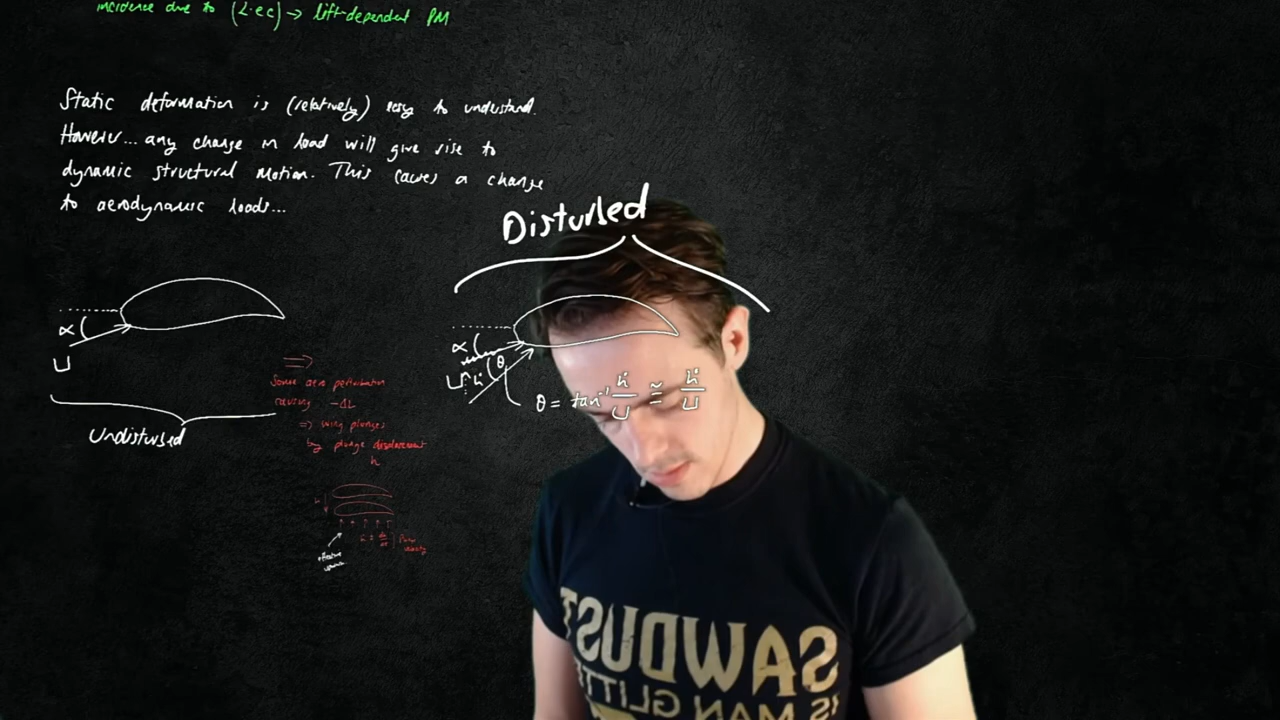 incidence due to (L·ec) → lift-dependent PM
Static deformation is (relatively) easy to understand.
However... any change in load will give rise to
dynamic structural motion. This causes a change
to aerodynamic loads...
Disturbed
α
U
α
U
ḣ
θ
θ = tan⁻¹ ḣ/U ≅ ḣ/U
⇒
Some aero perturbation
causing -ΔL
⇒ wing plunges
by plunge displacement
h
Undisturbed
h
SAWDUST
IS MAN GLITTE